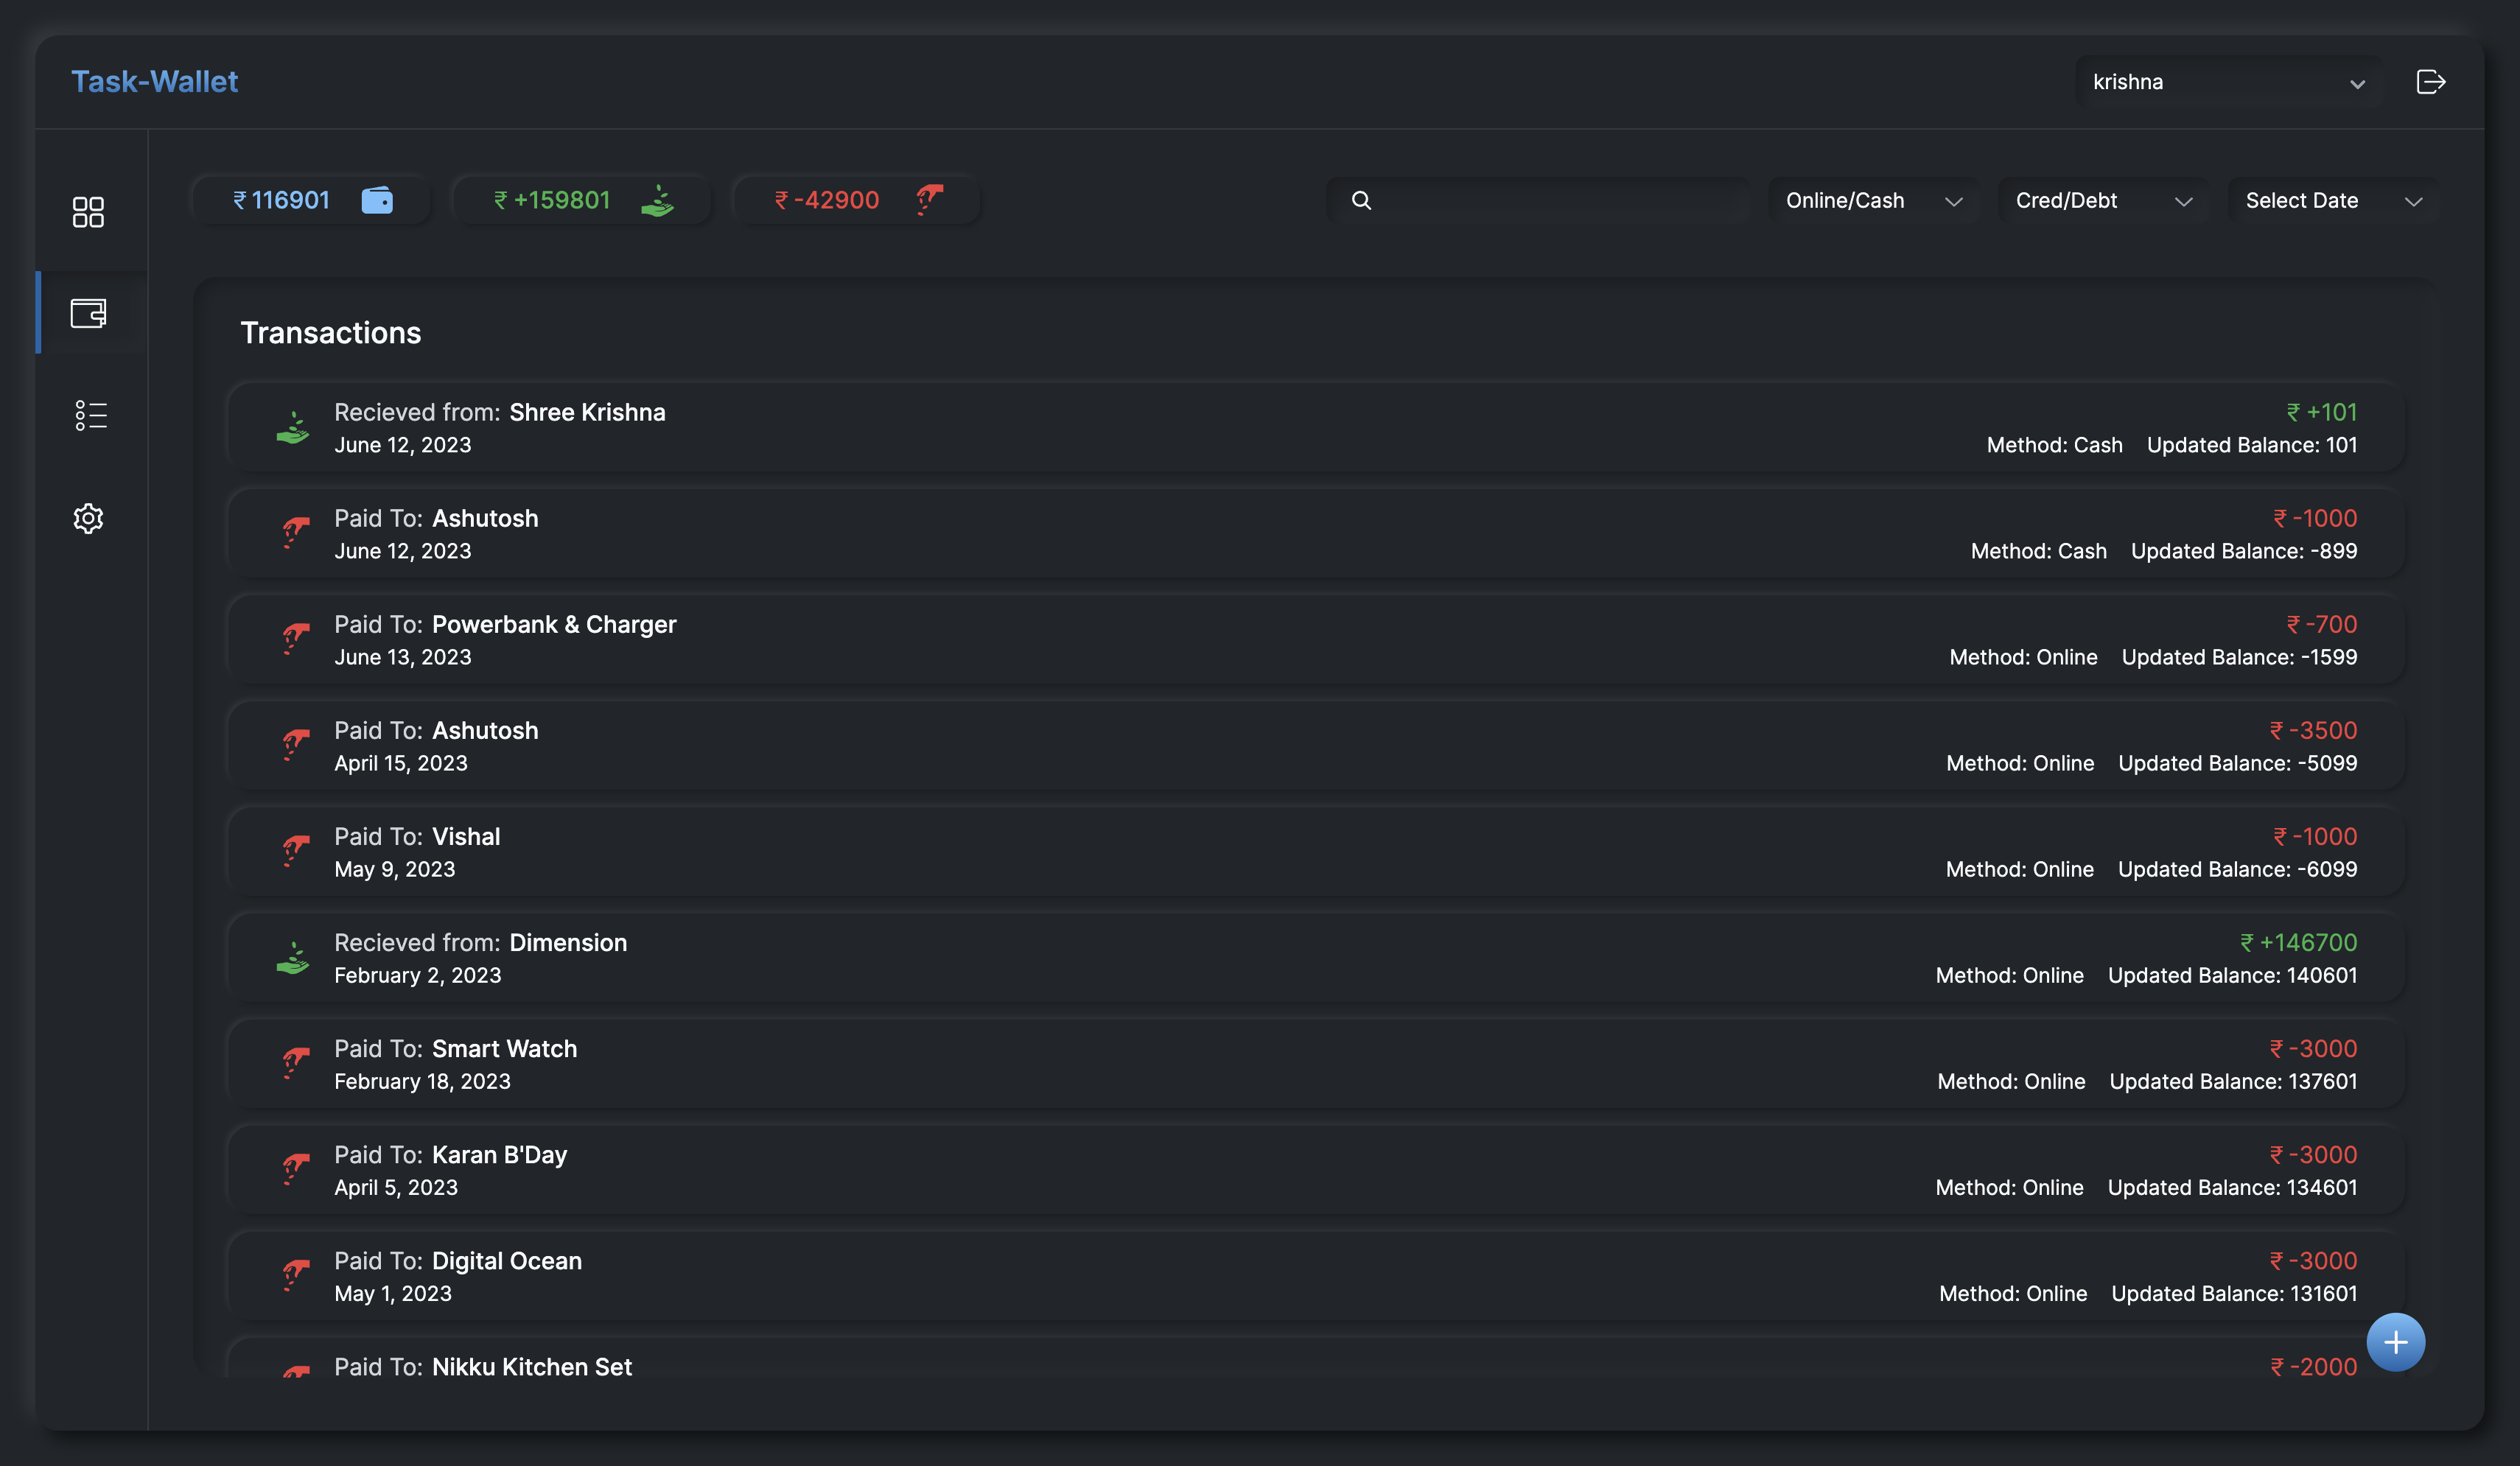 Task-Wallet
krishna
₹ 116901
₹ +159801
₹ -42900
Online/Cash
Cred/Debt
Select Date
Transactions
Recieved from: Shree Krishna
₹ +101
June 12, 2023
Method: Cash Updated Balance: 101
Paid To: Ashutosh
₹ -1000
June 12, 2023
Method: Cash Updated Balance: -899
Paid To: Powerbank & Charger
₹ -700
June 13, 2023
Method: Online Updated Balance: -1599
Paid To: Ashutosh
₹ -3500
April 15, 2023
Method: Online Updated Balance: -5099
Paid To: Vishal
₹ -1000
May 9, 2023
Method: Online Updated Balance: -6099
Recieved from: Dimension
₹ +146700
February 2, 2023
Method: Online Updated Balance: 140601
Paid To: Smart Watch
₹ -3000
February 18, 2023
Method: Online Updated Balance: 137601
Paid To: Karan B'Day
₹ -3000
April 5, 2023
Method: Online Updated Balance: 134601
Paid To: Digital Ocean
₹ -3000
May 1, 2023
Method: Online Updated Balance: 131601
Paid To: Nikku Kitchen Set
₹ -2000